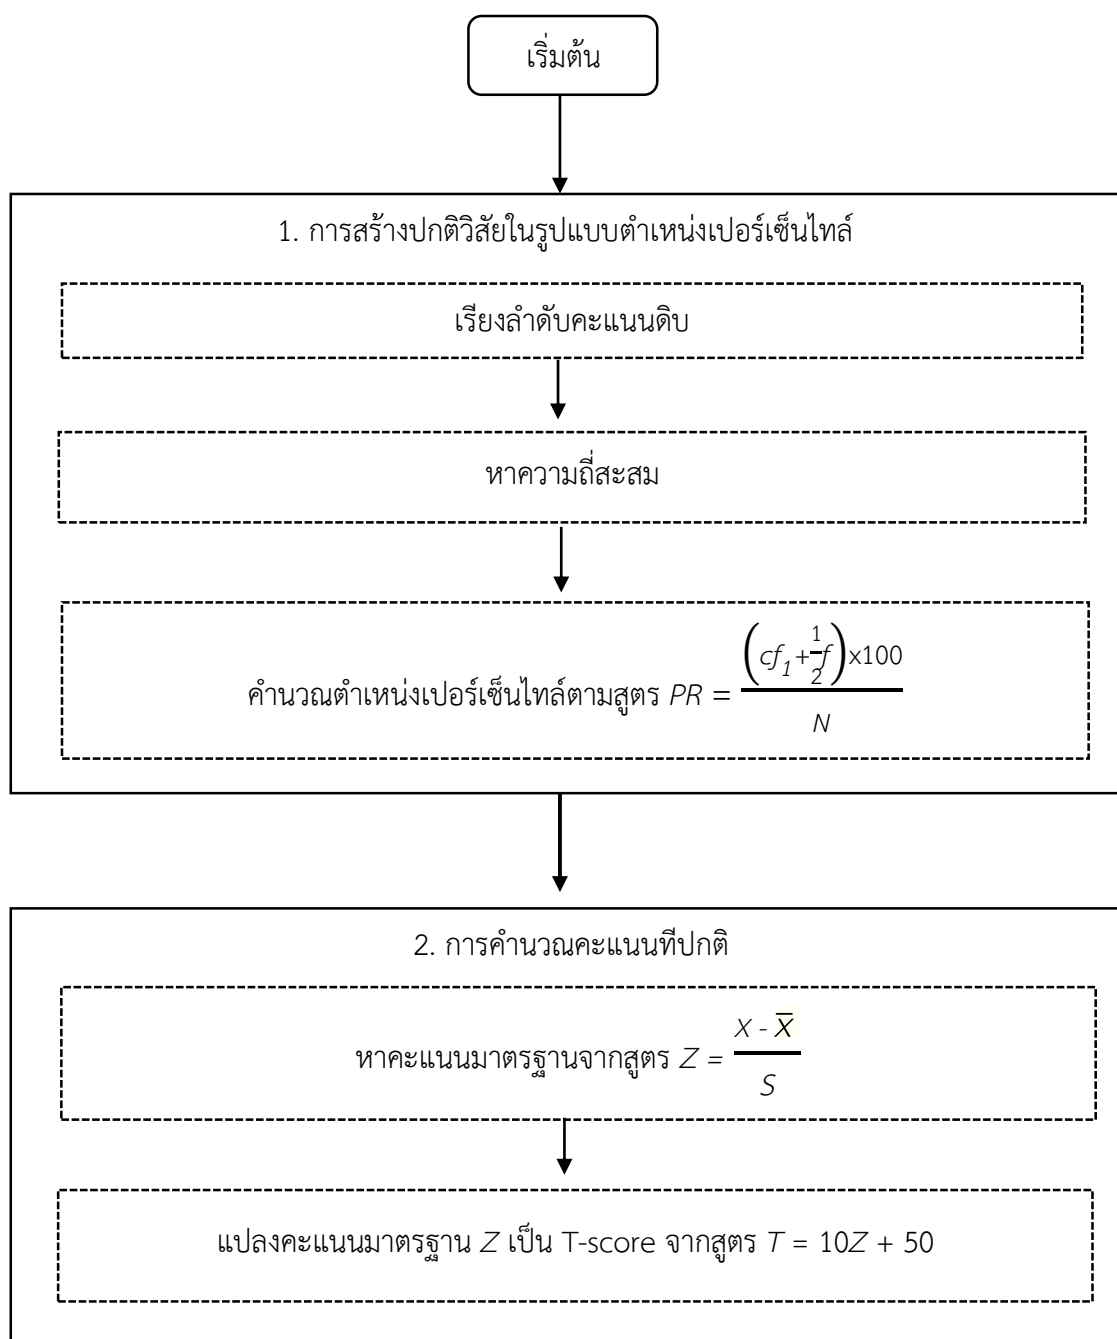 เริ่มต้น
1. การสร้างปกติวิสัยในรูปแบบตำเหน่งเปอร์เซ็นไทล์
เรียงลำดับคะแนนดิบ
หาความถี่สะสม
คำนวณตำเหน่งเปอร์เซ็นไทล์ตามสูตร PR = (cf₁+½f)x100 / N
2. การคำนวณคะแนนทีปกติ
หาคะแนนมาตรฐานจากสูตร Z = X - X̅ / S
แปลงคะแนนมาตรฐาน Z เป็น T-score จากสูตร T = 10Z + 50